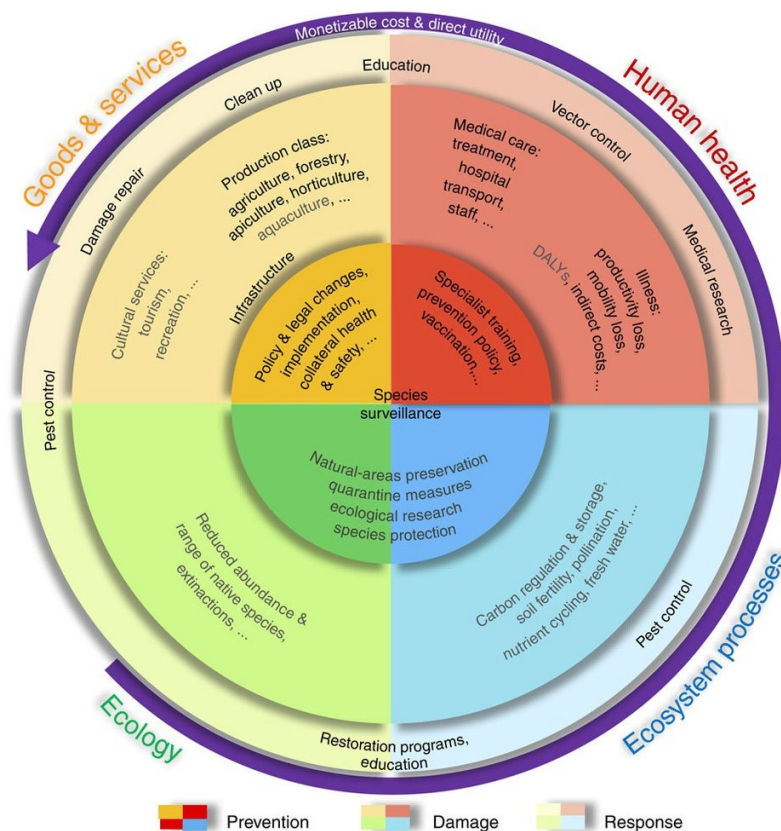 Monetizable cost & direct utility
Goods & services
Human health
Education
Clean up
Vector control
Damage repair
Medical research
Production class:
agriculture, forestry,
apiculture, horticulture,
aquaculture, ...
Medical care:
treatment,
hospital
transport,
staff, ...
Cultural services:
tourism,
recreation, ...
Infrastructure
Illness:
productivity loss,
mobility loss,
DALYs, indirect costs, ...
Policy & legal changes,
implementation,
collateral health
& safety, ...
Specialist training,
prevention policy,
vaccination,...
Pest control
Species
surveillance
Natural-areas preservation
quarantine measures
ecological research
species protection
Reduced abundance &
range of native species,
extinactions, ...
Carbon regulation & storage,
soil fertility, pollination,
nutrient cycling, fresh water, ...
Pest control
Restoration programs,
education
Ecology
Ecosystem processes
Prevention
Damage
Response